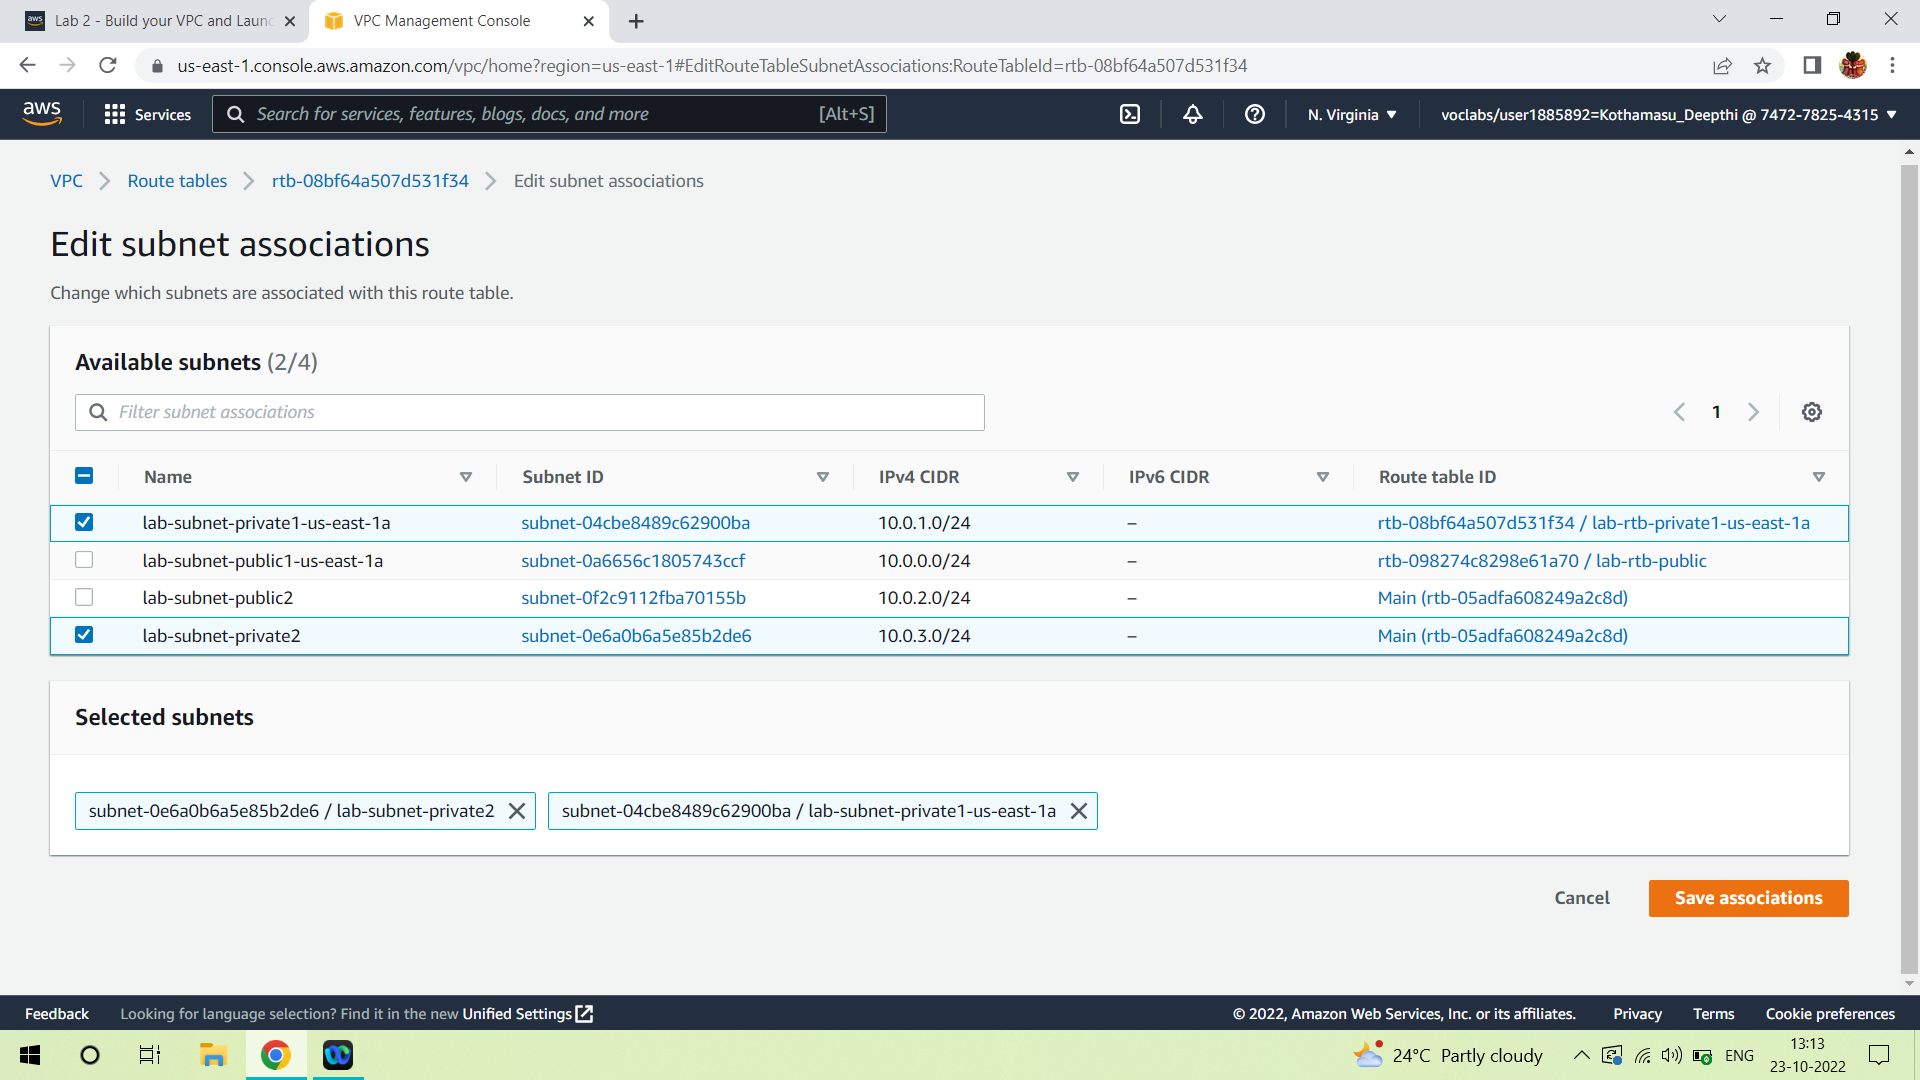 aws Lab 2 - Build your VPC and Laun
VPC Management Console
us-east-1.console.aws.amazon.com/vpc/home?region=us-east-1#EditRouteTableSubnetAssociations:RouteTableId=rtb-08bf64a507d531f34
aws
Services
Search for services, features, blogs, docs, and more
[Alt+S]
N. Virginia
voclabs/user1885892=Kothamasu_Deepthi @ 7472-7825-4315
VPC
Route tables
rtb-08bf64a507d531f34
Edit subnet associations
Edit subnet associations
Change which subnets are associated with this route table.
Available subnets (2/4)
Filter subnet associations
1
Name Subnet ID IPv4 CIDR IPv6 CIDR Route table ID
lab-subnet-private1-us-east-1a subnet-04cbe8489c62900ba 10.0.1.0/24 – rtb-08bf64a507d531f34 / lab-rtb-private1-us-east-1a
lab-subnet-public1-us-east-1a subnet-0a6656c1805743ccf 10.0.0.0/24 – rtb-098274c8298e61a70 / lab-rtb-public
lab-subnet-public2 subnet-0f2c9112fba70155b 10.0.2.0/24 – Main (rtb-05adfa608249a2c8d)
lab-subnet-private2 subnet-0e6a0b6a5e85b2de6 10.0.3.0/24 – Main (rtb-05adfa608249a2c8d)
Selected subnets
subnet-0e6a0b6a5e85b2de6 / lab-subnet-private2
subnet-04cbe8489c62900ba / lab-subnet-private1-us-east-1a
Cancel
Save associations
Feedback
Looking for language selection? Find it in the new Unified Settings
© 2022, Amazon Web Services, Inc. or its affiliates.
Privacy
Terms
Cookie preferences
24°C Partly cloudy
ENG
13:13
23-10-2022